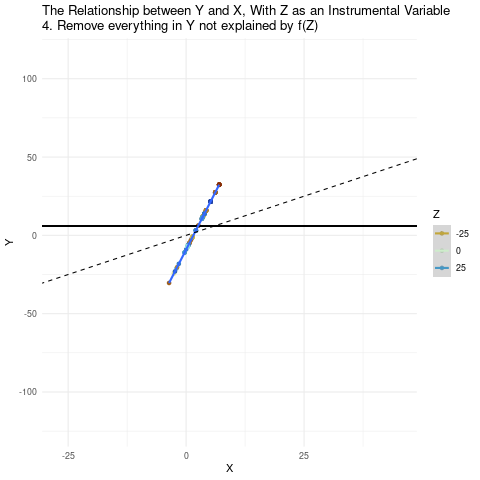 The Relationship between Y and X, With Z as an Instrumental Variable
4. Remove everything in Y not explained by f(Z)
100
50
0
-50
-100
Y
-25
0
25
X
Z
-25
0
25